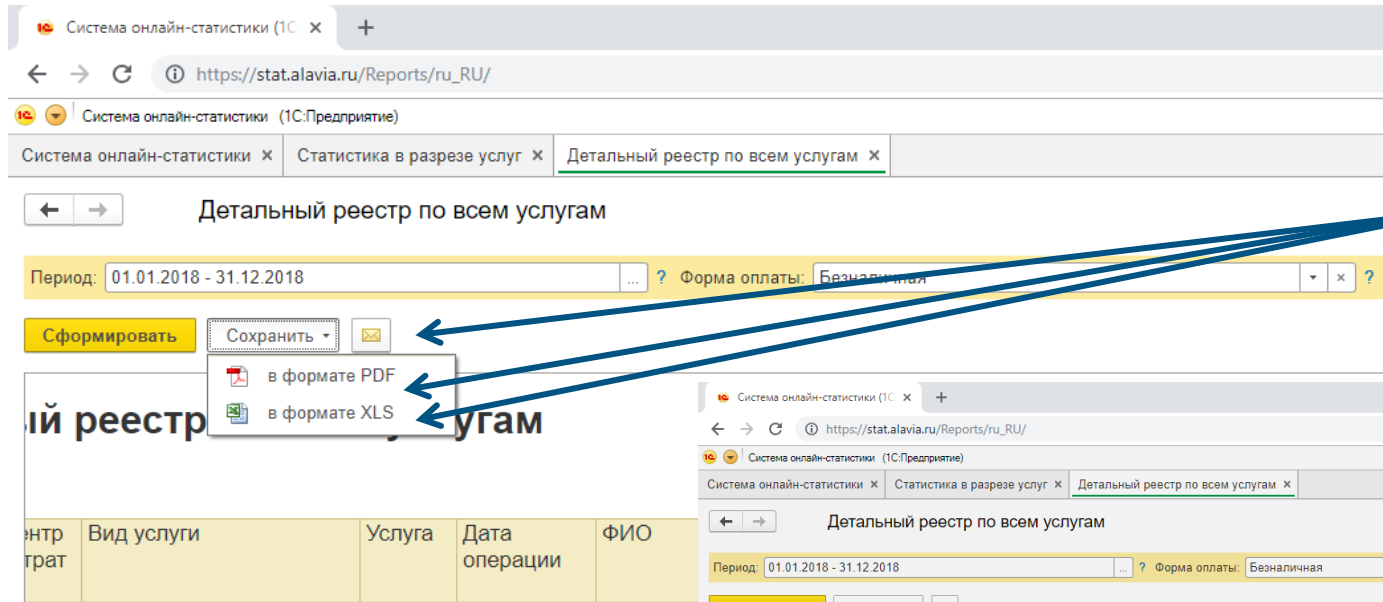 Система онлайн-статистики (1С
https://stat.alavia.ru/Reports/ru_RU/
Система онлайн-статистики (1С:Предприятие)
Система онлайн-статистики Статистика в разрезе услуг Детальный реестр по всем услугам
Детальный реестр по всем услугам
Период: 01.01.2018 - 31.12.2018 ... ? Форма оплаты: Безналичная ?
Сформировать Сохранить
в формате PDF
в формате XLS
ый реестр угам
ентр Вид услуги Услуга Дата ФИО
трат операции
Система онлайн-статистики (1С
https://stat.alavia.ru/Reports/ru_RU/
Система онлайн-статистики (1С:Предприятие)
Система онлайн-статистики Статистика в разрезе услуг Детальный реестр по всем услугам
Детальный реестр по всем услугам
Период: 01.01.2018 - 31.12.2018 ... ? Форма оплаты: Безналичная